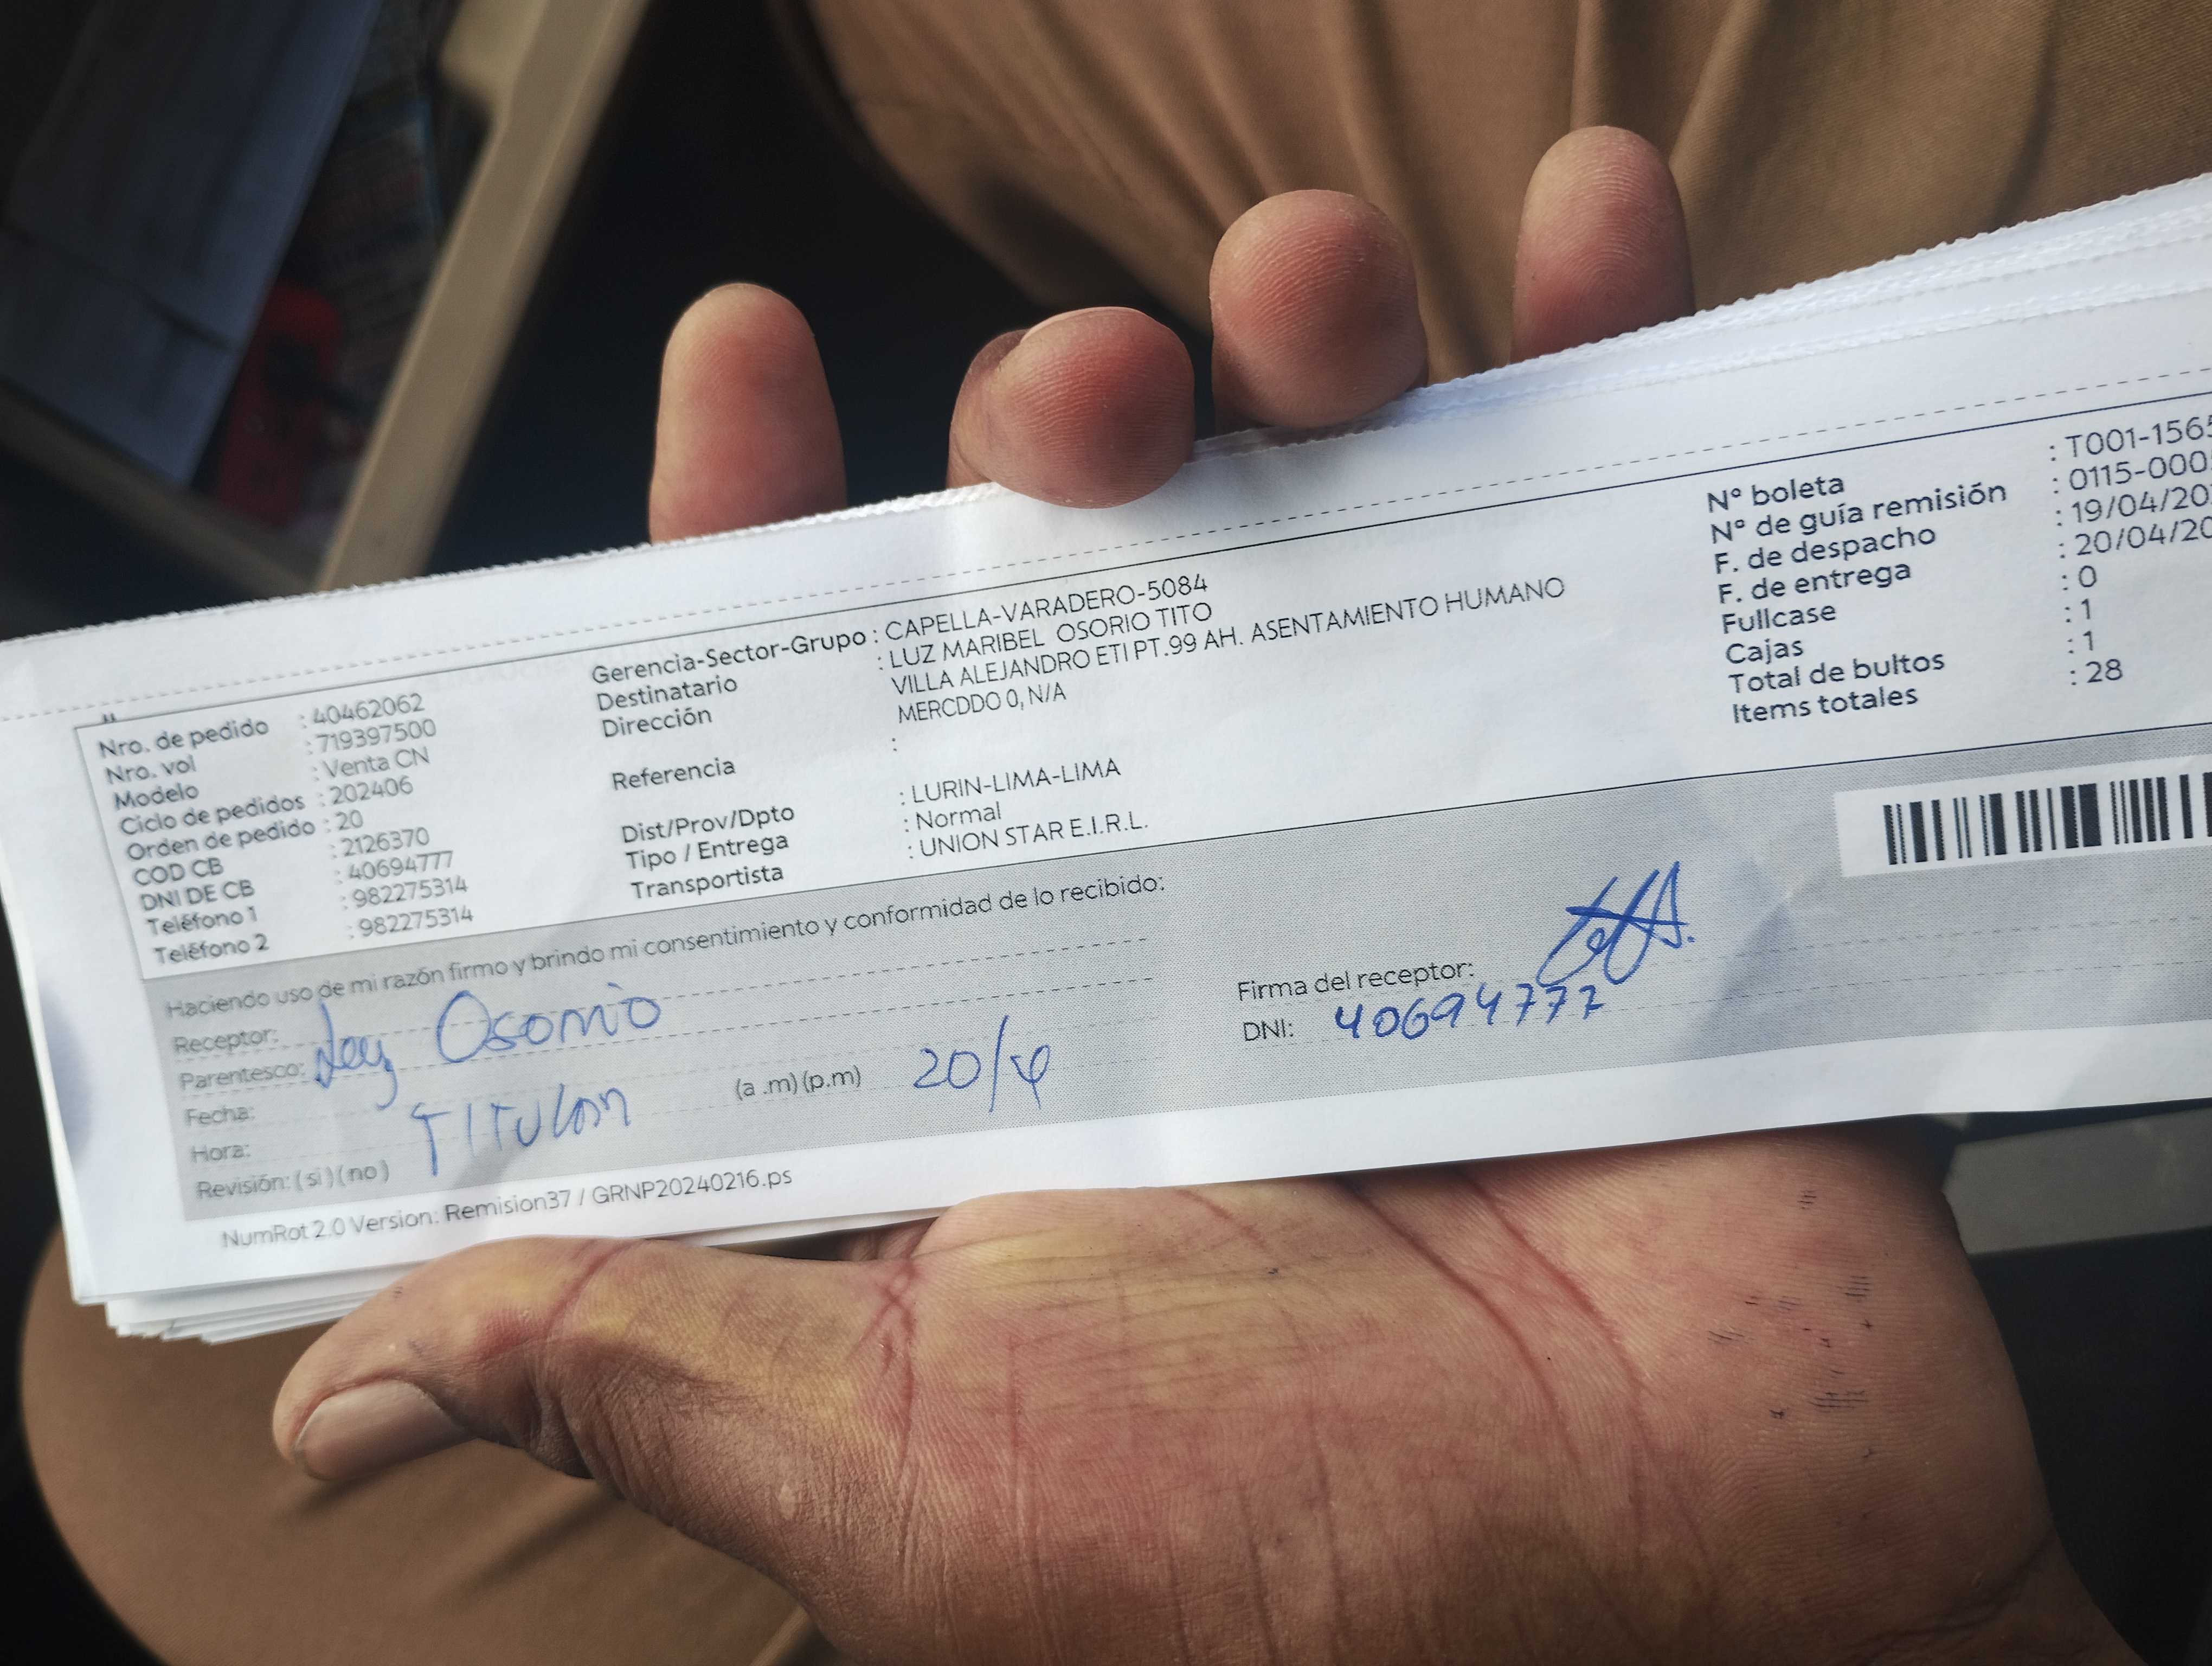 Nro. de pedido : 40462062
Nro. vol : 719397500
Modelo : Venta CN
Ciclo de pedidos : 202406
Orden de pedido : 20
COD CB : 2126370
DNI DE CB : 40694777
Teléfono 1 : 982275314
Teléfono 2 : 982275314
Gerencia-Sector-Grupo : CAPELLA-VARADERO-5084
Destinatario : LUZ MARIBEL OSORIO TITO
Dirección VILLA ALEJANDRO ETI PT.99 AH. ASENTAMIENTO HUMANO
MERCDDO 0, N/A
Referencia :
Dist/Prov/Dpto : LURIN-LIMA-LIMA
Tipo / Entrega : Normal
Transportista : UNION STAR E.I.R.L.
N° boleta : T001-1565
N° de guía remisión : 0115-000
F. de despacho : 19/04/20
F. de entrega : 20/04/20
Fullcase : 0
Cajas : 1
Total de bultos : 1
Items totales : 28
Haciendo uso de mi razón firmo y brindo mi consentimiento y conformidad de lo recibido:
Receptor: Luz Osorio
Parentesco:
Fecha: Titular
Hora: (a .m) (p.m) 20/4
Revisión: (si) (no)
Firma del receptor:
DNI: 40694777
NumRot 2.0 Version: Remision37 / GRNP20240216.ps